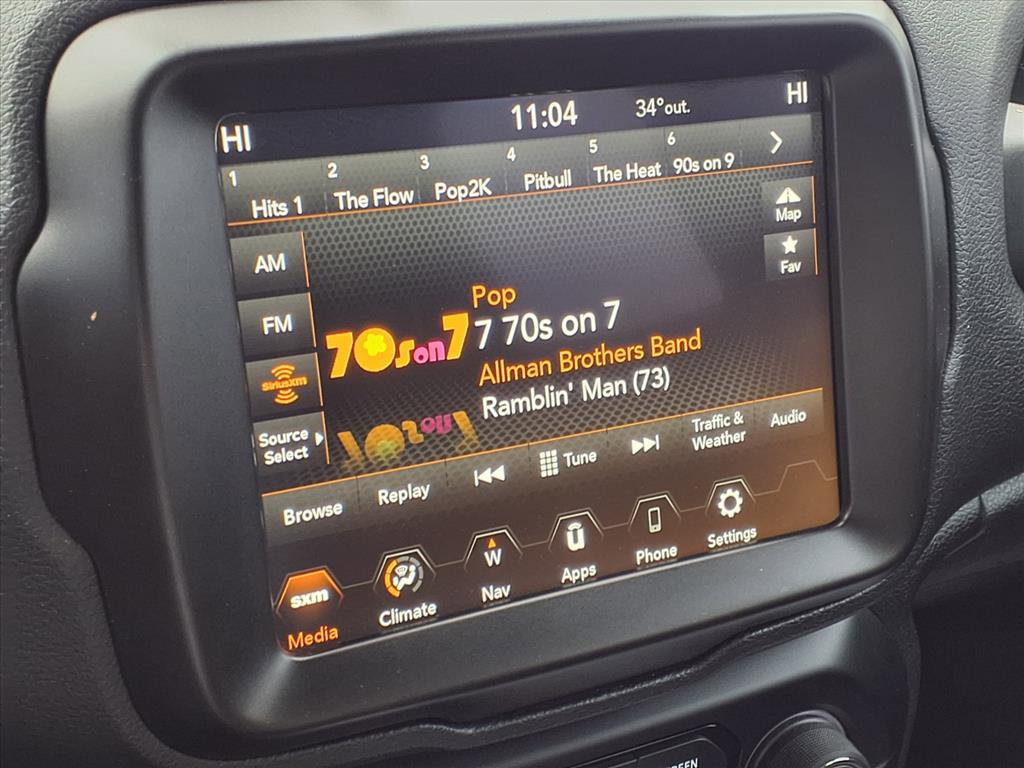 HI 11:04 34°out. HI
1 Hits 1 2 The Flow 3 Pop2K 4 Pitbull 5 The Heat 6 90s on 9
Map
Fav
AM
FM
SiriusXM
Source
Select
70s on 7
Pop
7 70s on 7
Allman Brothers Band
Ramblin' Man (73)
Browse Replay Tune Traffic &
Weather Audio
sxm
Media Climate W Nav Apps Phone Settings